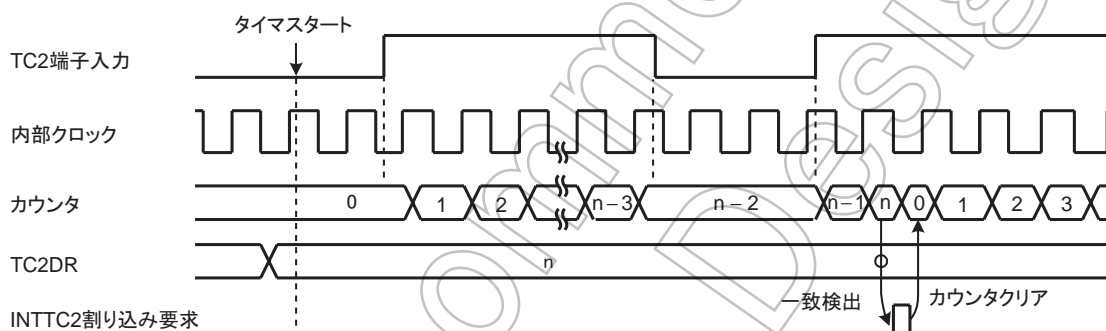 タイマスタート
TC2端子入力
内部クロック
カウンタ 0 1 2 n-3 n-2 n-1 n 0 1 2 3
TC2DR n
一致検出 カウンタクリア
INTTC2割り込み要求